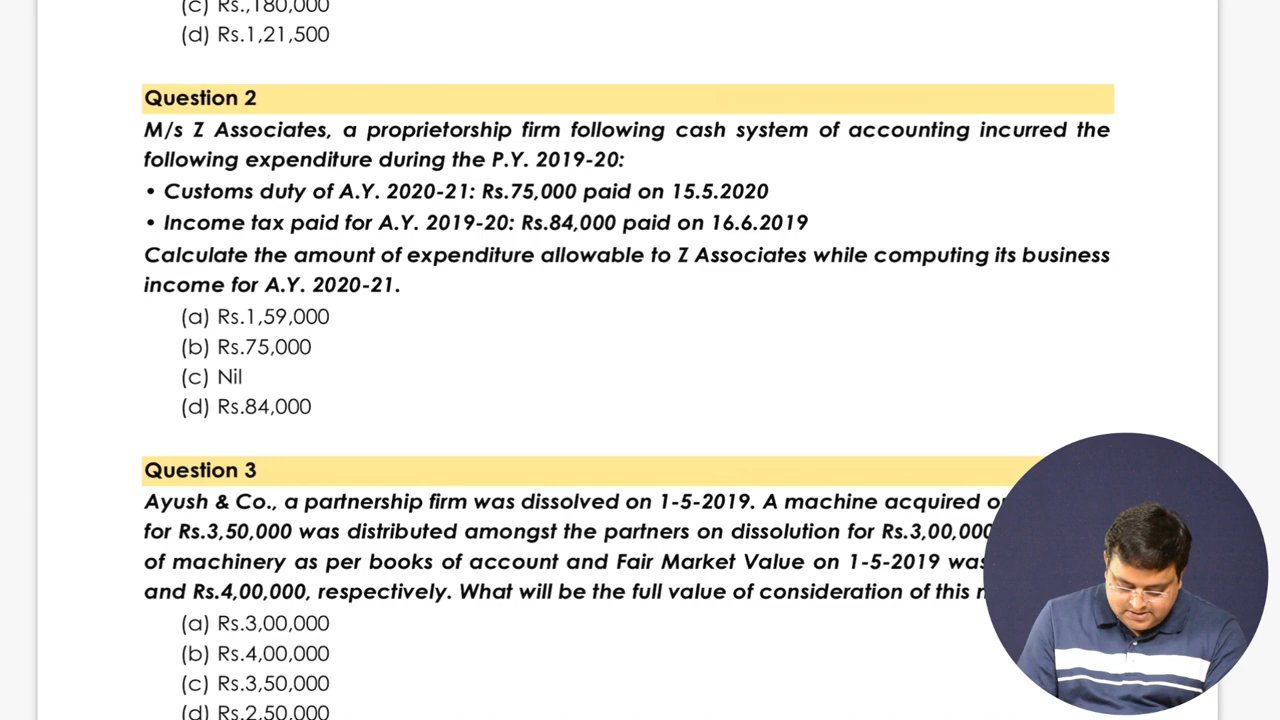 (c) Rs.,180,000
(d) Rs.1,21,500
Question 2
M/s Z Associates, a proprietorship firm following cash system of accounting incurred the
following expenditure during the P.Y. 2019-20:
• Customs duty of A.Y. 2020-21: Rs.75,000 paid on 15.5.2020
• Income tax paid for A.Y. 2019-20: Rs.84,000 paid on 16.6.2019
Calculate the amount of expenditure allowable to Z Associates while computing its business
income for A.Y. 2020-21.
(a) Rs.1,59,000
(b) Rs.75,000
(c) Nil
(d) Rs.84,000
Question 3
Ayush & Co., a partnership firm was dissolved on 1-5-2019. A machine acquired
for Rs.3,50,000 was distributed amongst the partners on dissolution for Rs.3,00,000
of machinery as per books of account and Fair Market Value on 1-5-2019 was
and Rs.4,00,000, respectively. What will be the full value of consideration of this
(a) Rs.3,00,000
(b) Rs.4,00,000
(c) Rs.3,50,000
(d) Rs.2,50,000